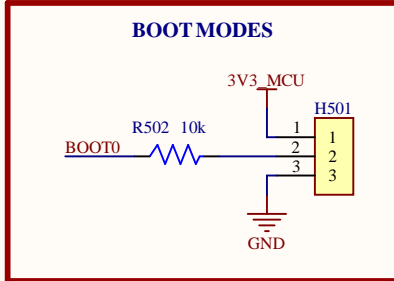 BOOT MODES
3V3_MCU
H501
R502 10k
BOOT0
1 1
2 2
3 3
GND